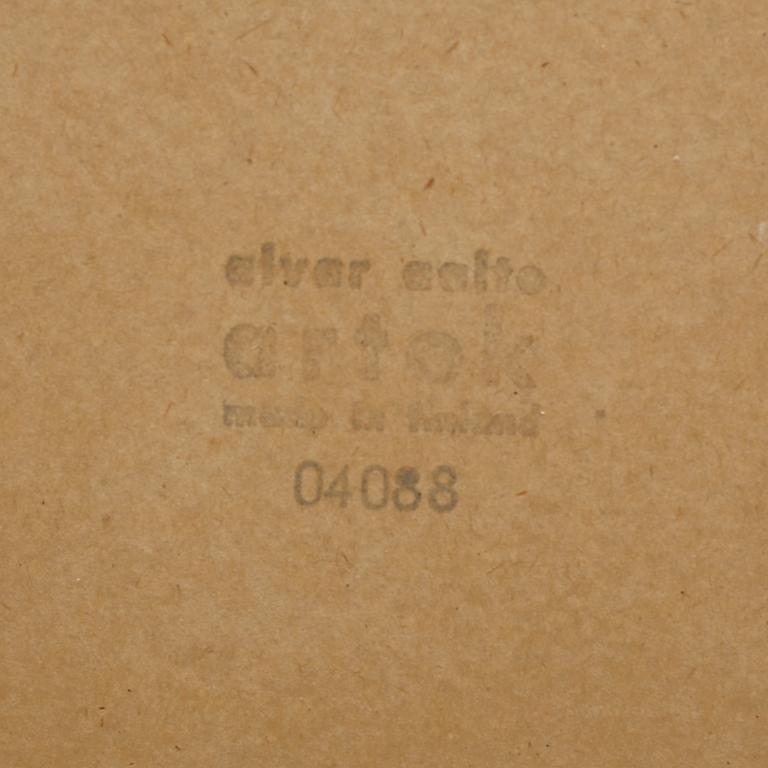 alvar aalto
artek
made in finland
04088